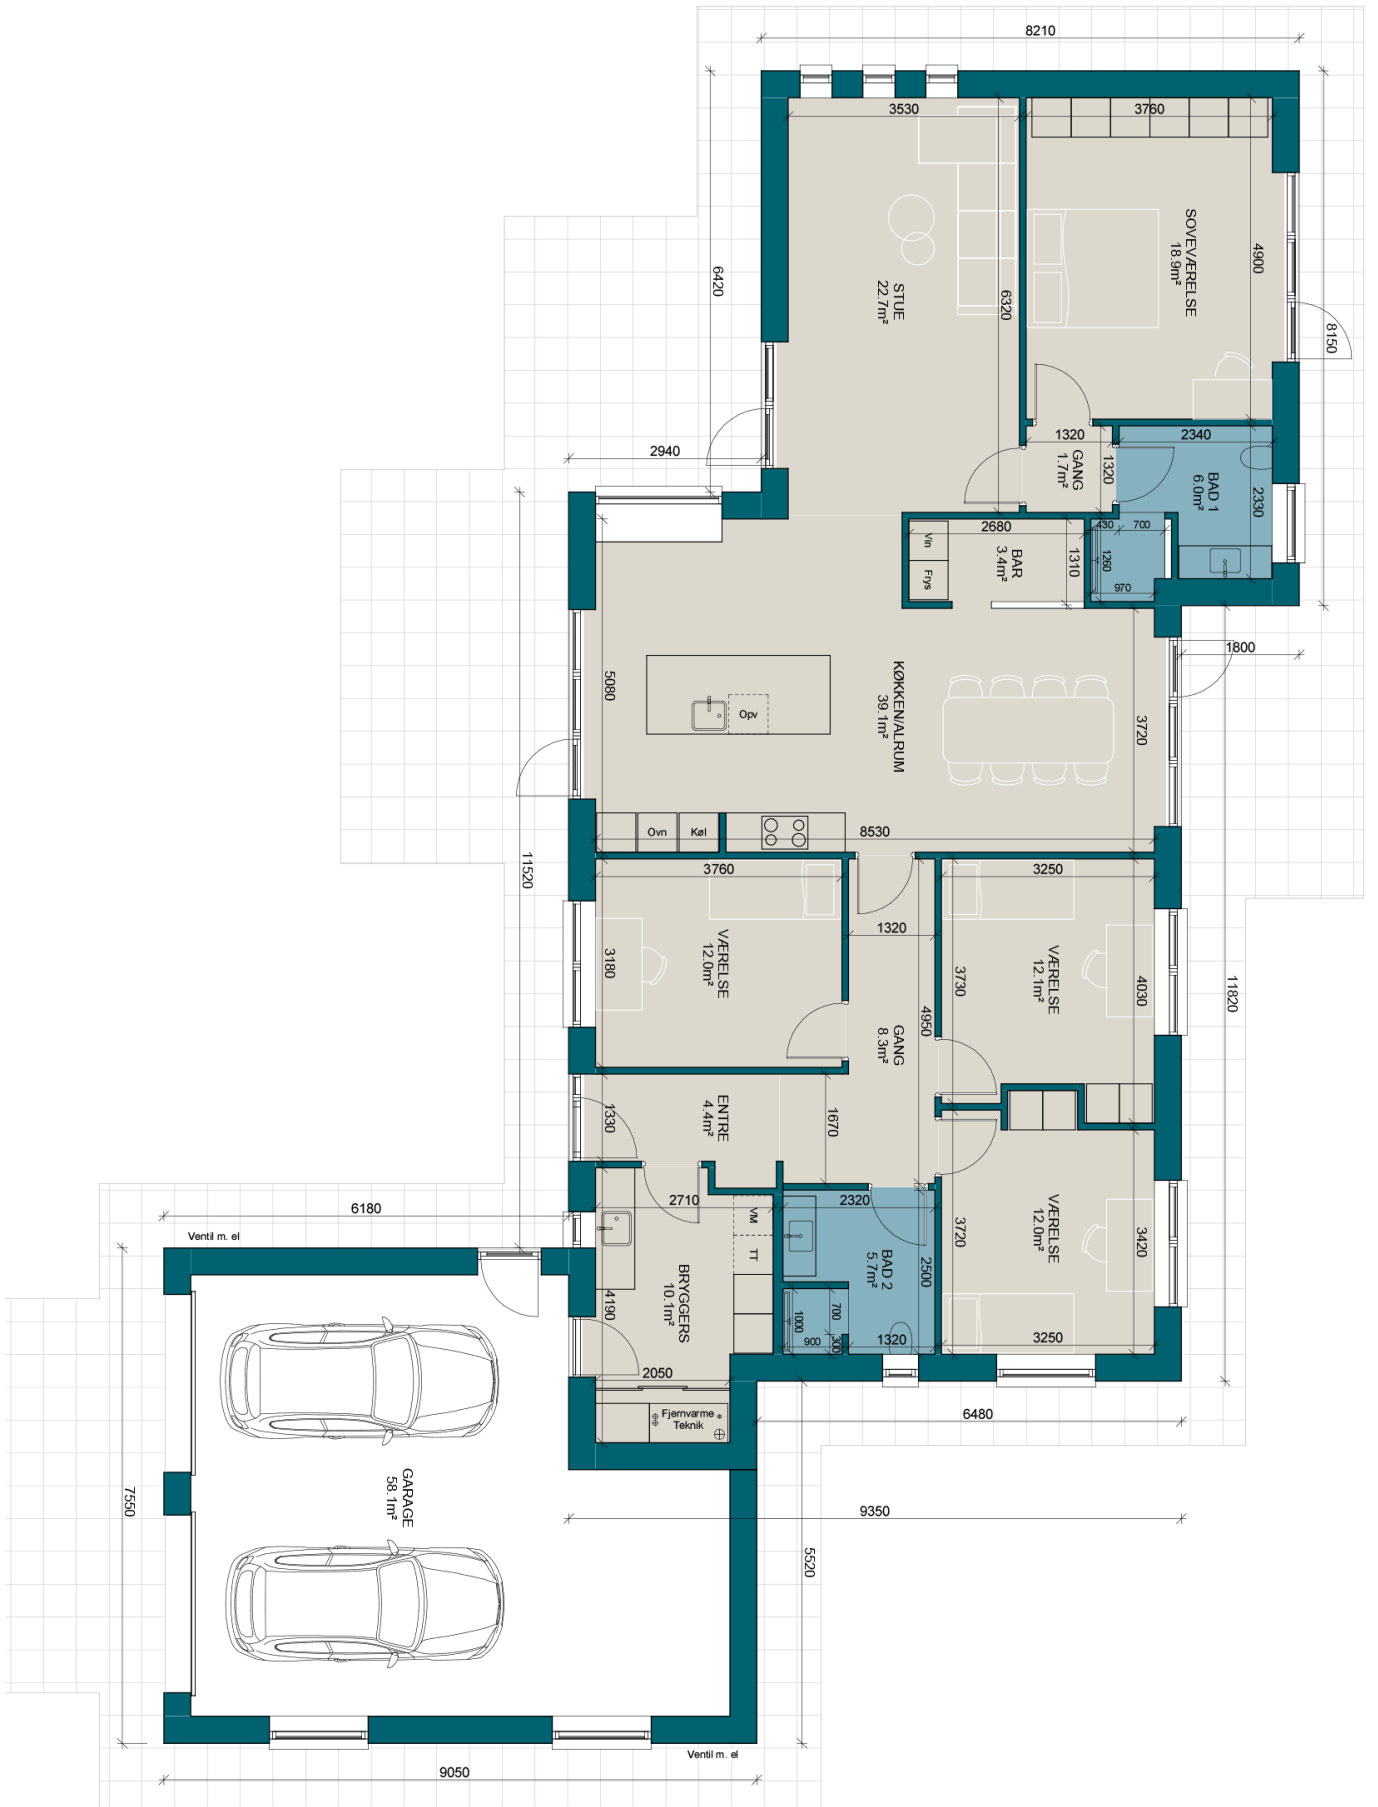 8210
3530
3760
SOVEVÆRELSE
18.9m²
4900
6420
6320
STUE
22.7m²
8150
2940
1320
GANG
1.7m²
1320
2340
BAD 1
6.0m²
2330
2680
Vin
Frys
BAR
3.4m²
1310
430
700
1260
970
1800
5080
Opv
KØKKEN/ALRUM
39.1m²
3720
Ovn
Køl
8530
11520
3760
1320
3250
VÆRELSE
12.0m²
3180
3730
VÆRELSE
12.1m²
4030
11820
4950
GANG
8.3m²
1330
ENTRE
4.4m²
1670
6180
2710
2320
VM
TT
BAD 2
5.7m²
2500
3720
VÆRELSE
12.0m²
3420
Ventil m. el
4190
BRYGGERS
10.1m²
1000
700
900
300
1320
3250
2050
Fjernvarme
Teknik
6480
GARAGE
58.1m²
7550
9350
5520
Ventil m. el
9050